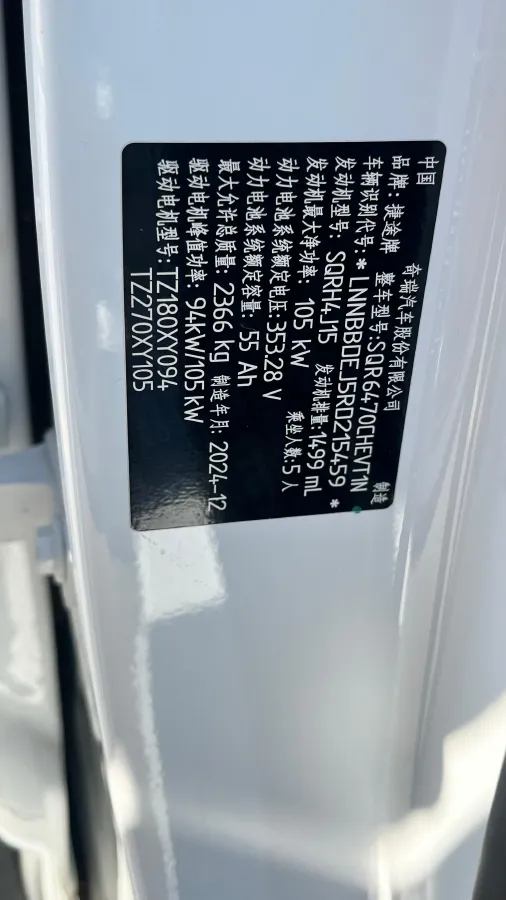 中国 奇瑞汽车股份有限公司 制造
品牌：捷途牌 整车型号:SQR6470CHEVT1N
车辆识别代号:*LNNBBDEJ5RD215459*
发动机型号: SQRH4J15 发动机排量:1499 mL
发动机最大净功率: 105 kW 乘坐人数:5 人
动力电池系统额定电压:353.28 V
动力电池系统额定容量: 55 Ah
最大允许总质量: 2366 kg 制造年月: 2024-12
驱动电机峰值功率: 94kW/105 kW
驱动电机型号: TZ180XY094
TZ270XY105